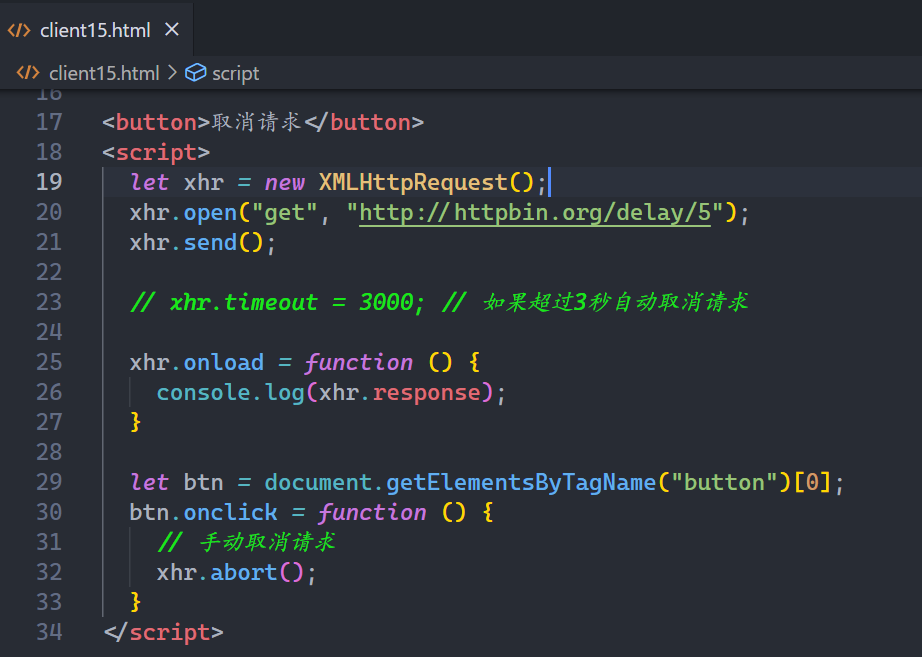 client15.html
client15.html > script
16
17 <button>取消请求</button>
18 <script>
19 let xhr = new XMLHttpRequest();
20 xhr.open("get", "http://httpbin.org/delay/5");
21 xhr.send();
22
23 // xhr.timeout = 3000; // 如果超过3秒自动取消请求
24
25 xhr.onload = function () {
26 console.log(xhr.response);
27 }
28
29 let btn = document.getElementsByTagName("button")[0];
30 btn.onclick = function () {
31 // 手动取消请求
32 xhr.abort();
33 }
34 </script>